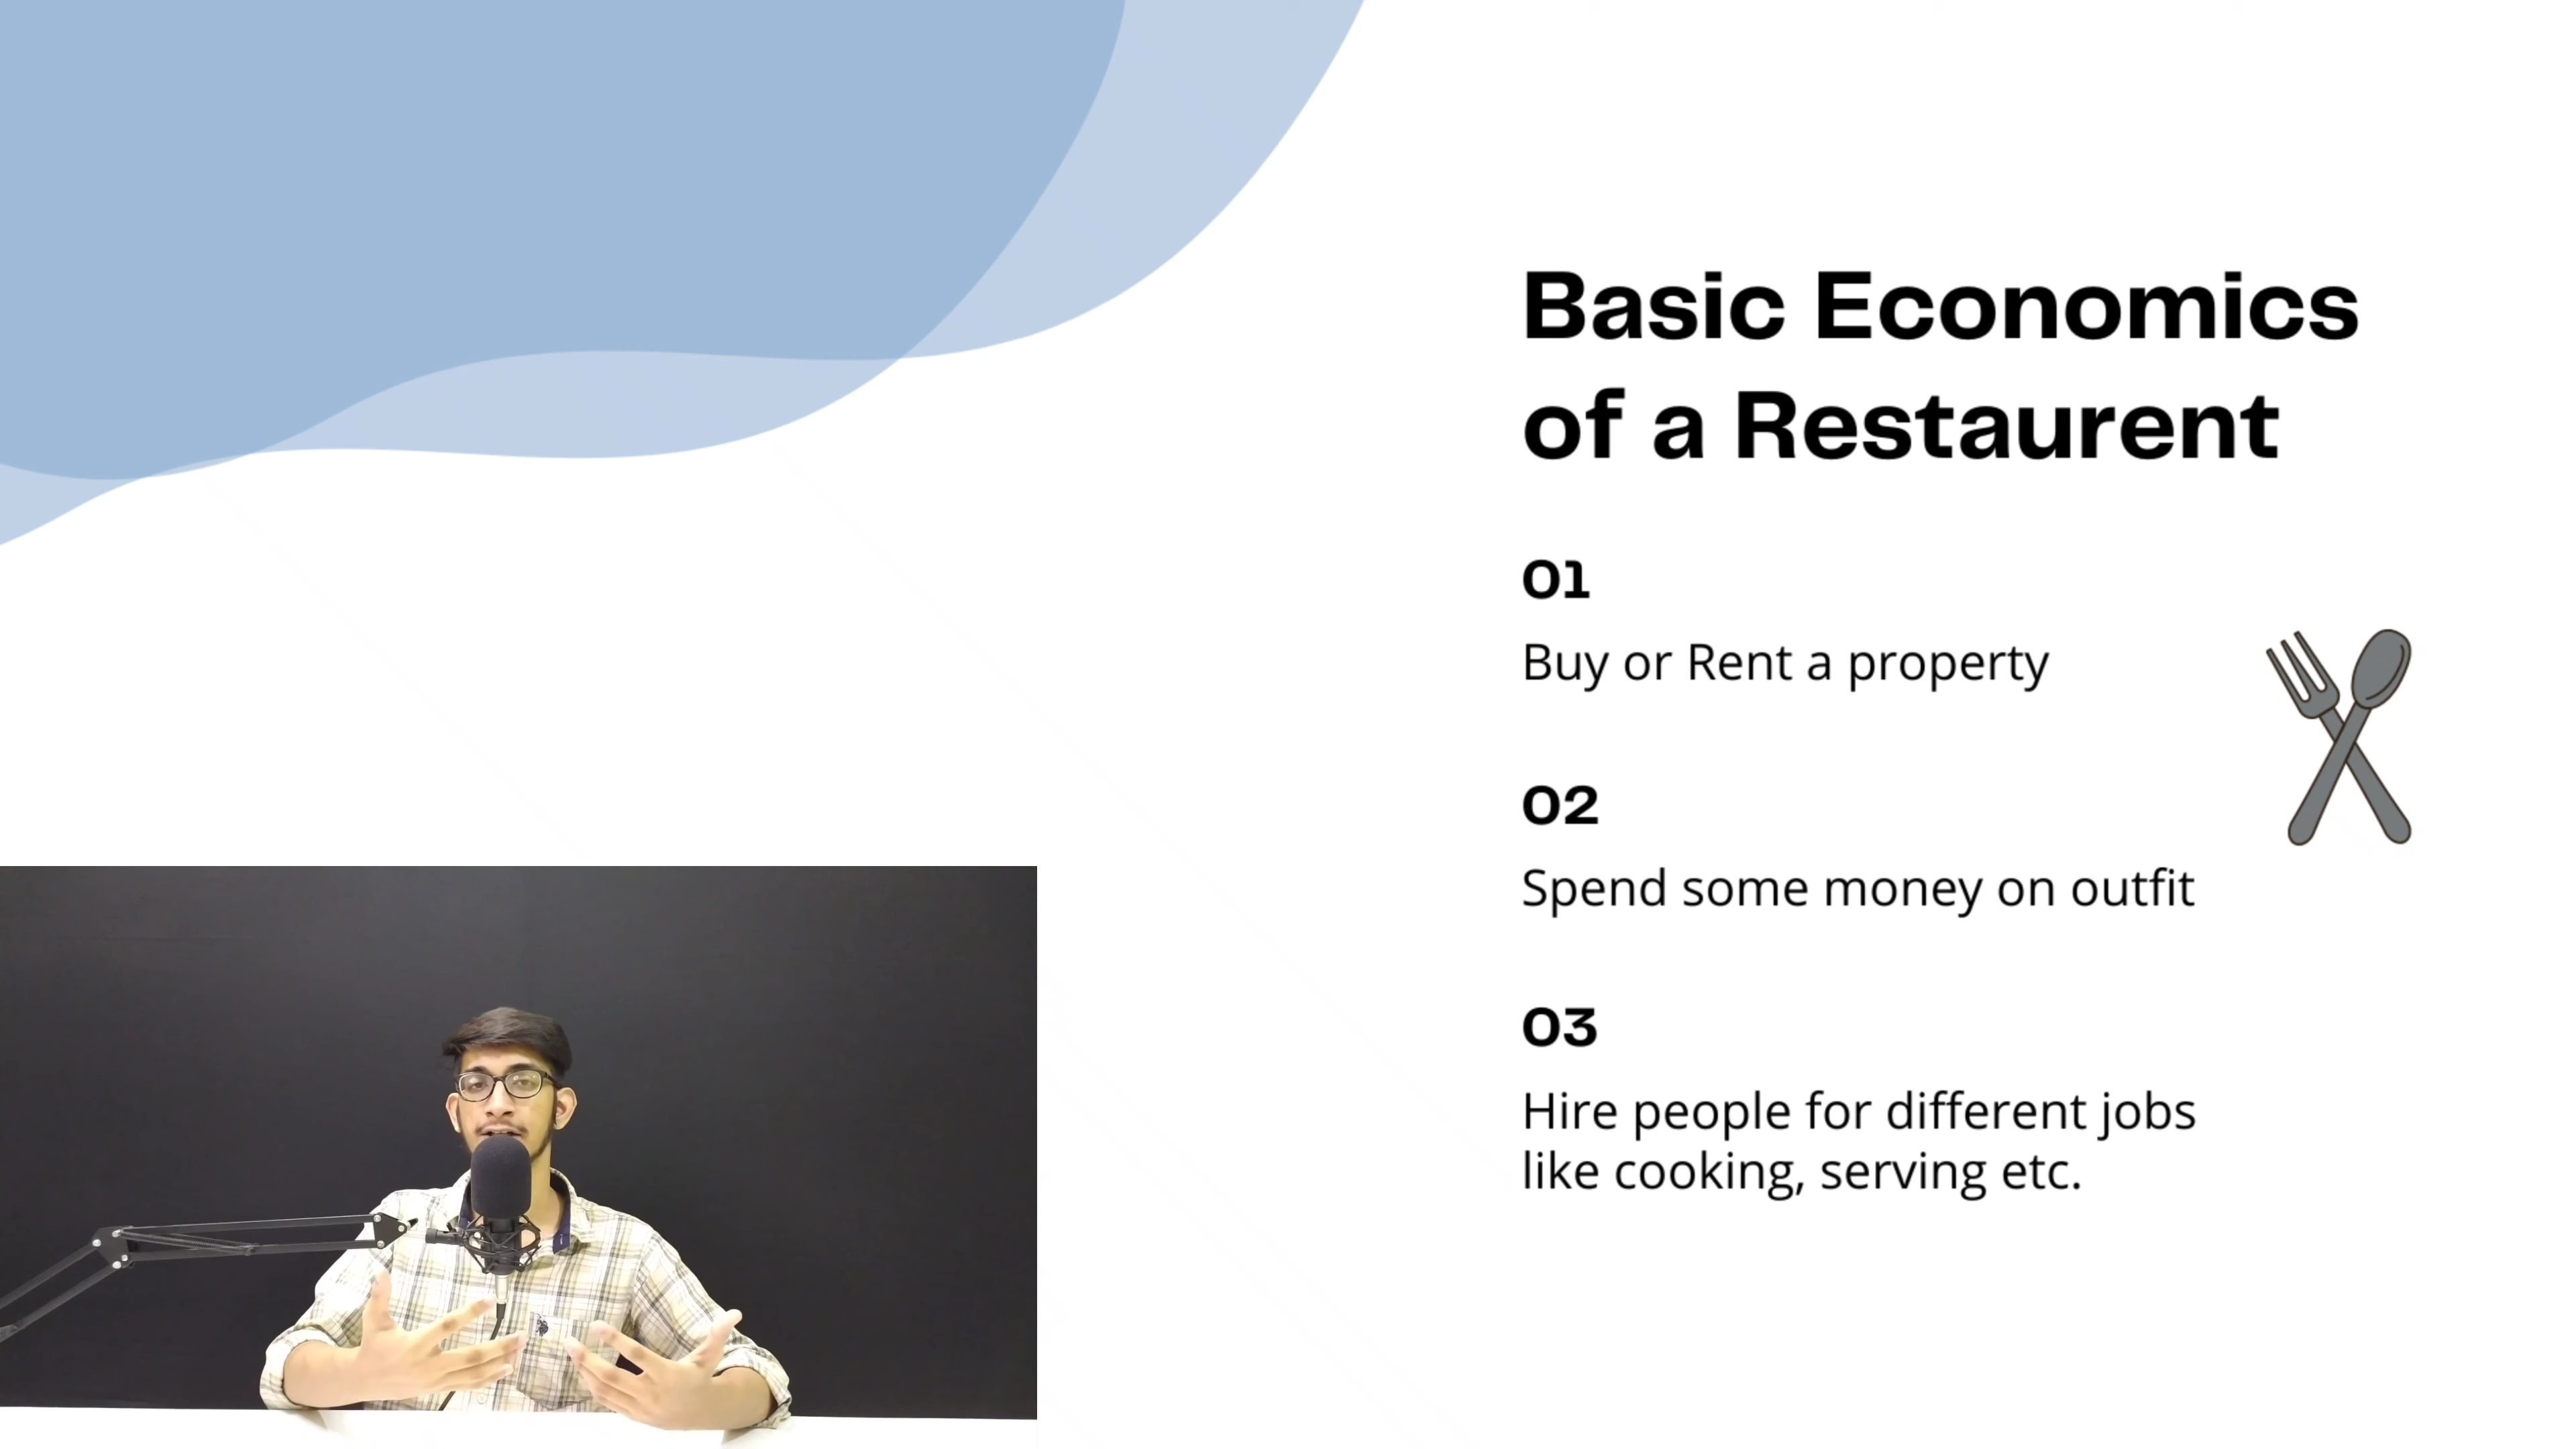 Basic Economics
of a Restaurent
01
Buy or Rent a property
02
Spend some money on outfit
03
Hire people for different jobs
like cooking, serving etc.